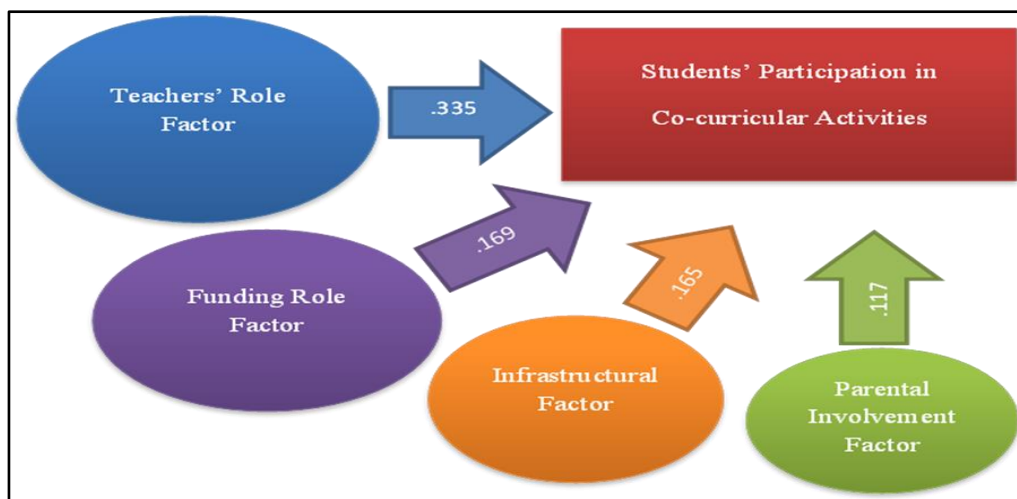 Teachers’ Role
Factor
.335
Students’ Participation in
Co-curricular Activities
Funding Role
Factor
.169
Infrastructural
Factor
.165
Parental
Involvement
Factor
.117